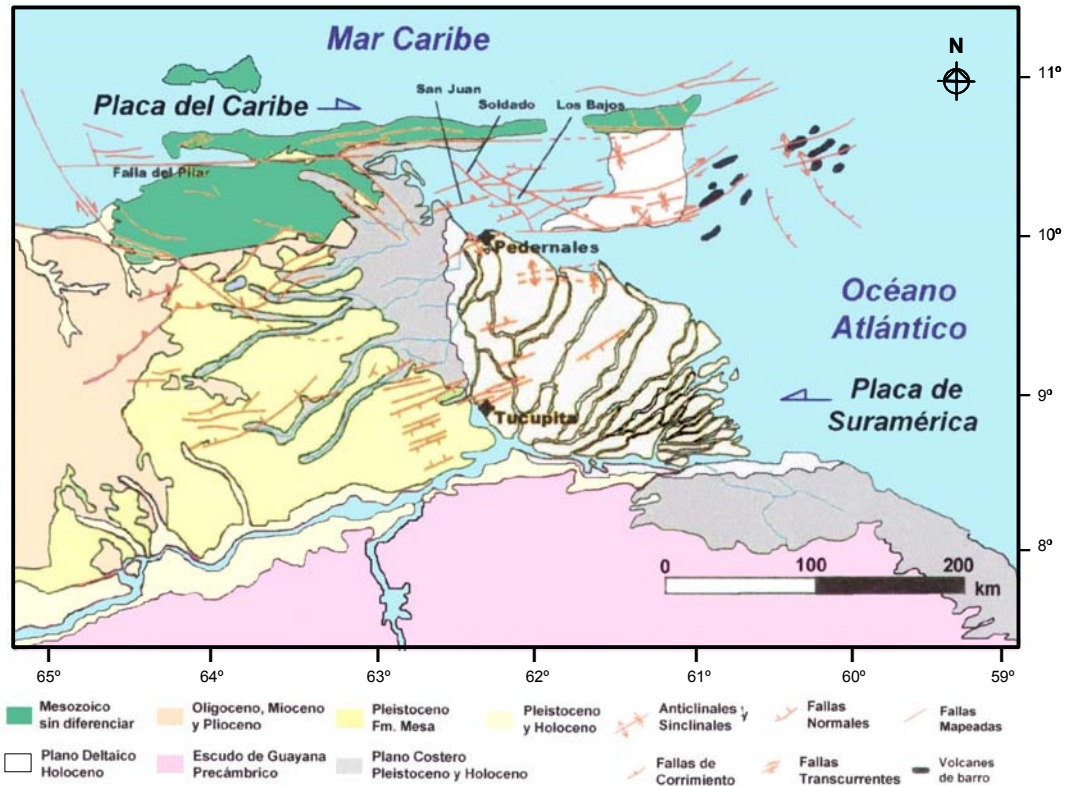 Mar Caribe
N
11º
San Juan
Soldado
Los Bajos
Placa del Caribe
Falla del Pilar
10º
Pedernales
Océano
Atlántico
Placa de
Suramérica
9º
Tucupita
8º
0 100 200
km
65º 64º 63º 62º 61º 60º 59º
Mesozoico
sin diferenciar
Oligoceno, Mioceno
y Plioceno
Pleistoceno
Fm. Mesa
Pleistoceno
y Holoceno
Anticlinales y
Sinclinales
Fallas
Normales
Fallas
Mapeadas
Plano Deltaico
Holoceno
Escudo de Guayana
Precámbrico
Plano Costero
Pleistoceno y Holoceno
Fallas de
Corrimiento
Fallas
Transcurrentes
Volcanes
de barro